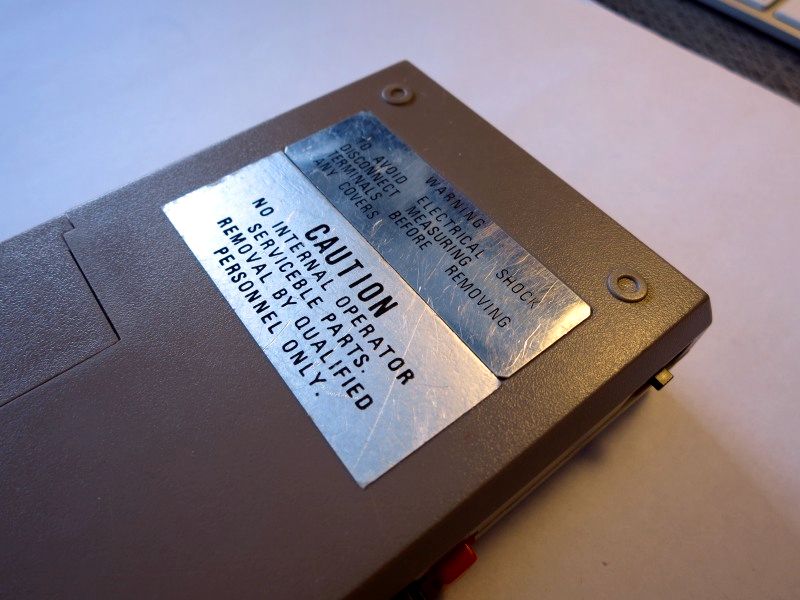 WARNING
TO AVOID ELECTRICAL SHOCK
DISCONNECT MEASURING
TERMINALS BEFORE REMOVING
ANY COVERS
CAUTION
NO INTERNAL OPERATOR
SERVICEBLE PARTS.
REMOVAL BY QUALIFIED
PERSONNEL ONLY.